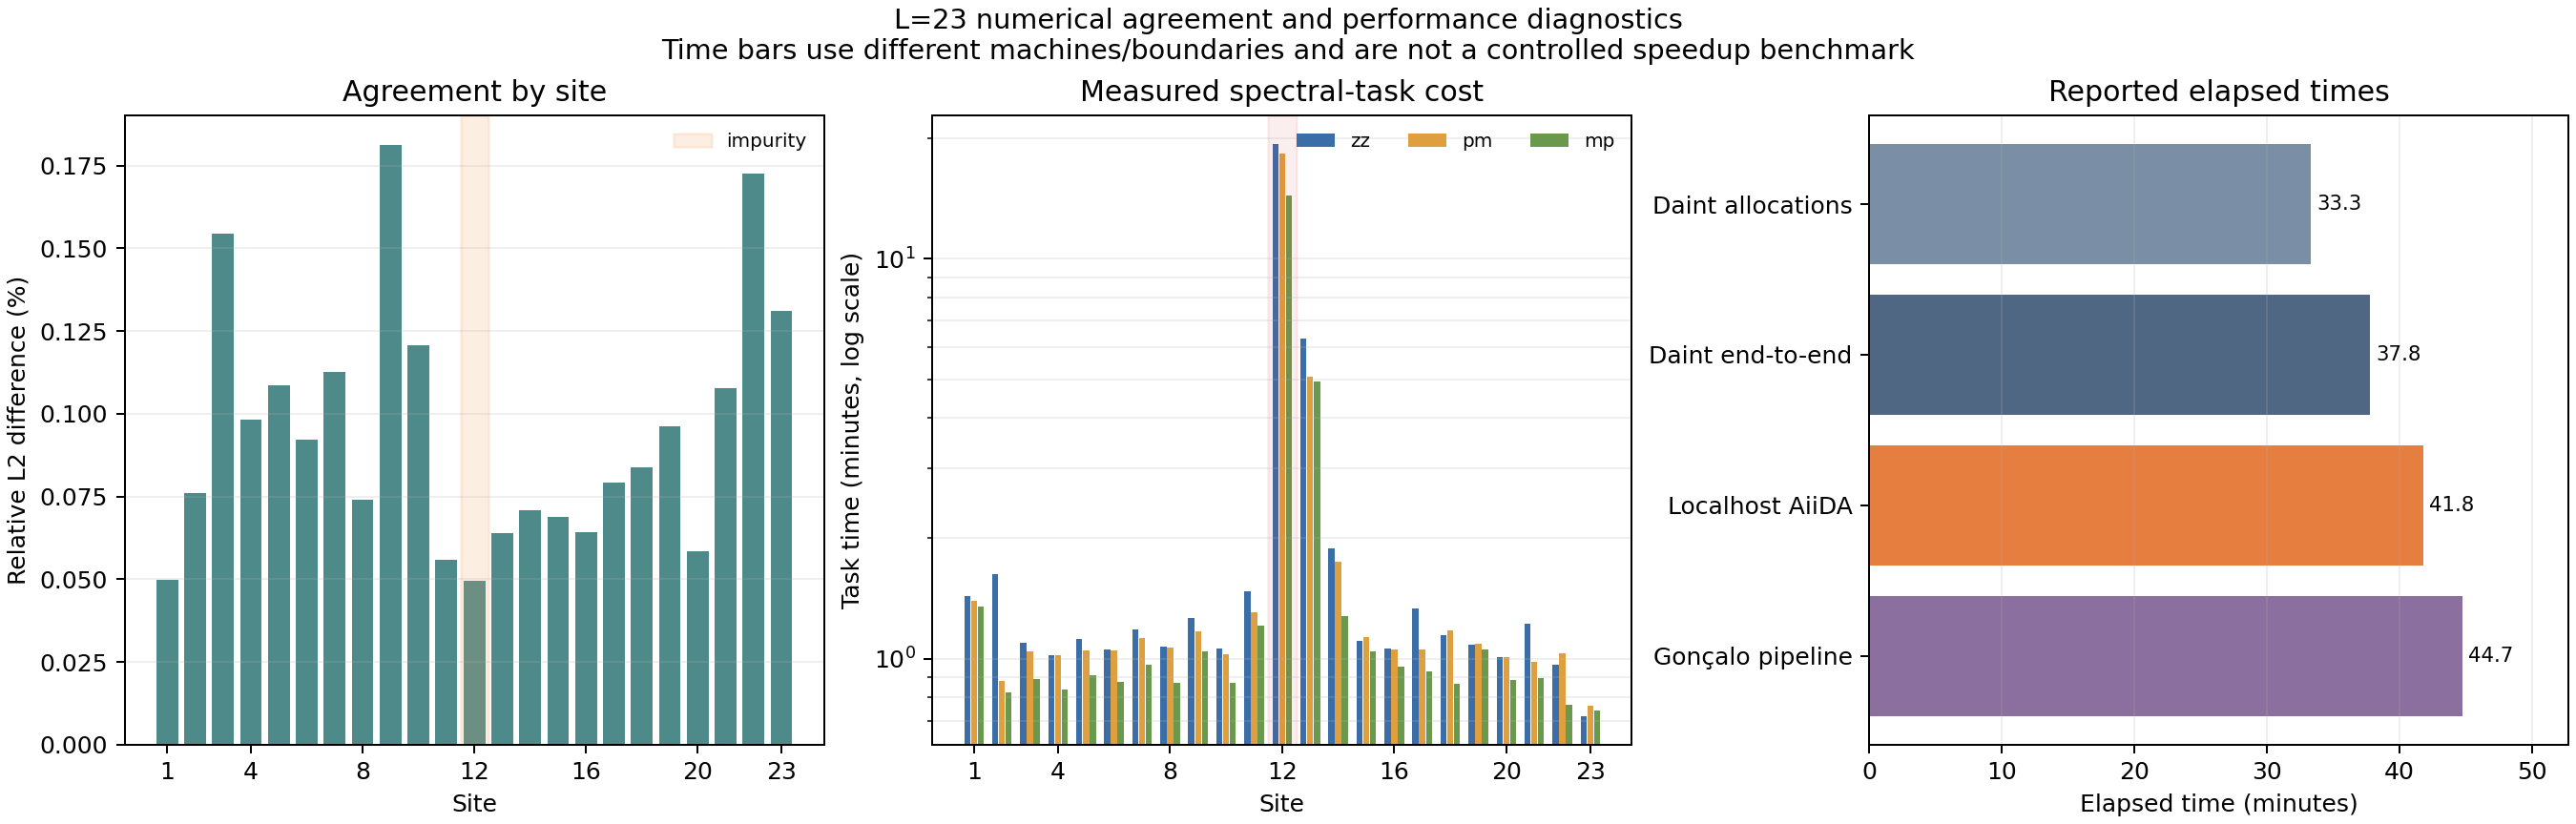 L=23 numerical agreement and performance diagnostics
Time bars use different machines/boundaries and are not a controlled speedup benchmark
Agreement by site
impurity
Relative L2 difference (%)
0.175
0.150
0.125
0.100
0.075
0.050
0.025
0.000
1 4 8 12 16 20 23
Site
Measured spectral-task cost
zz pm mp
Task time (minutes, log scale)
10¹
10⁰
1 4 8 12 16 20 23
Site
Reported elapsed times
Daint allocations 33.3
Daint end-to-end 37.8
Localhost AiiDA 41.8
Gonçalo pipeline 44.7
0 10 20 30 40 50
Elapsed time (minutes)